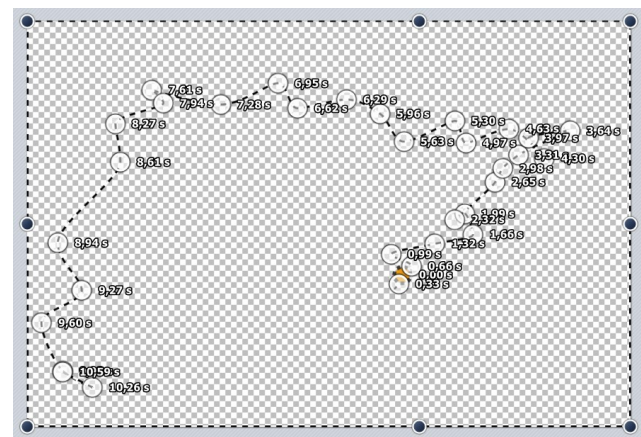 6,95 s
7,61 s
6,29 s
7,94 s
7,28 s
6,62 s
5,96 s
8,27 s
5,30 s
4,63 s
3,97 s
3,64 s
5,63 s
4,97 s
3,31 s
4,30 s
8,61 s
2,98 s
2,65 s
1,99 s
2,32 s
1,66 s
8,94 s
1,32 s
0,99 s
0,66 s
0,00 s
0,33 s
9,27 s
9,60 s
10,59 s
10,26 s